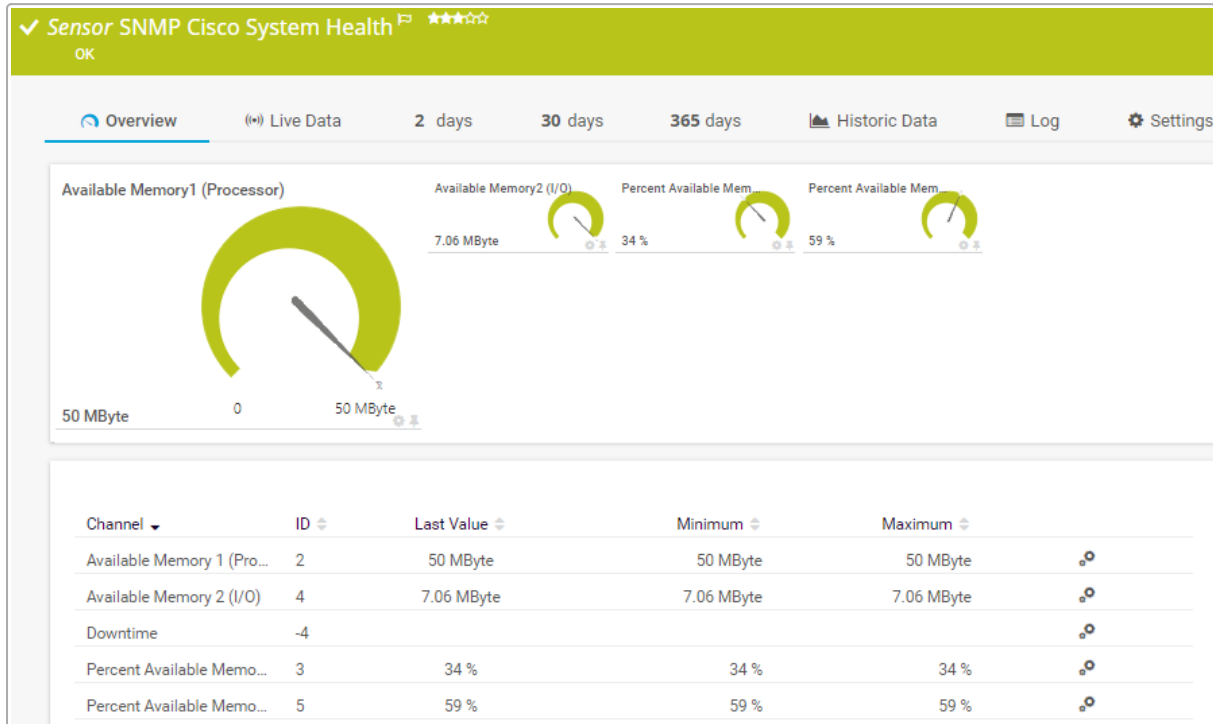 Sensor SNMP Cisco System Health
OK
Overview Live Data 2 days 30 days 365 days Historic Data Log Settings
Available Memory1 (Processor)
50 MByte
0
50 MByte
Available Memory2 (I/O)
7.06 MByte
Percent Available Mem...
34 %
Percent Available Mem...
59 %
Channel ID Last Value Minimum Maximum
Available Memory 1 (Pro... 2 50 MByte 50 MByte 50 MByte
Available Memory 2 (I/O) 4 7.06 MByte 7.06 MByte 7.06 MByte
Downtime -4
Percent Available Memo... 3 34 % 34 % 34 %
Percent Available Memo... 5 59 % 59 % 59 %